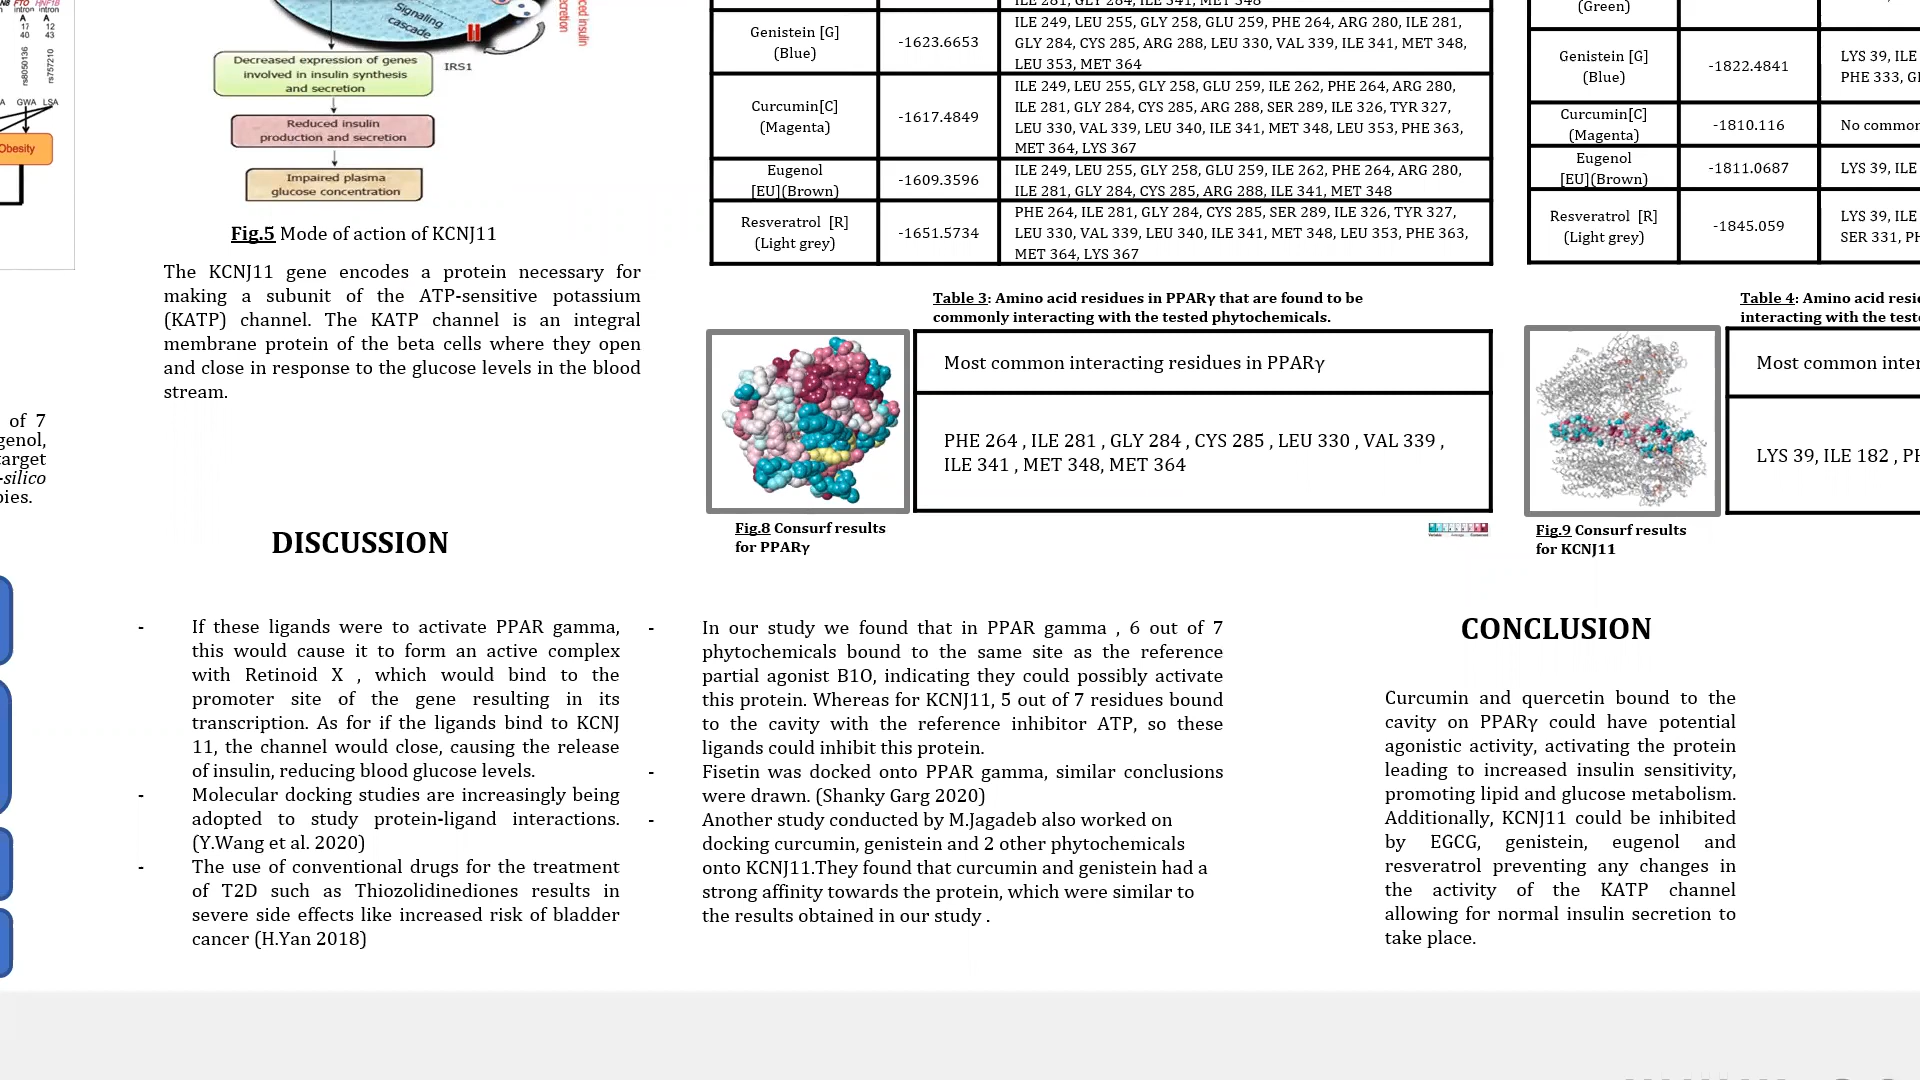 N8 FTO HNF1B
intron intron
A A
17 12
40 43
rs8050136 rs757210
A GWA LSA
Obesity
of 7
genol,
target
-silico
pies.
Signaling
cascade
IRS1
Decreased expression of genes
involved in insulin synthesis
and secretion
Reduced insulin
production and secretion
Impaired plasma
glucose concentration
Fig.5 Mode of action of KCNJ11
The KCNJ11 gene encodes a protein necessary for
making a subunit of the ATP-sensitive potassium
(KATP) channel. The KATP channel is an integral
membrane protein of the beta cells where they open
and close in response to the glucose levels in the blood
stream.
ILE 281, GLY 284, ILE 341, MET 348
Genistein [G]
(Blue)
-1623.6653
ILE 249, LEU 255, GLY 258, GLU 259, PHE 264, ARG 280, ILE 281,
GLY 284, CYS 285, ARG 288, LEU 330, VAL 339, ILE 341, MET 348,
LEU 353, MET 364
Curcumin[C]
(Magenta)
-1617.4849
ILE 249, LEU 255, GLY 258, GLU 259, ILE 262, PHE 264, ARG 280,
ILE 281, GLY 284, CYS 285, ARG 288, SER 289, ILE 326, TYR 327,
LEU 330, VAL 339, LEU 340, ILE 341, MET 348, LEU 353, PHE 363,
MET 364, LYS 367
Eugenol
[EU](Brown)
-1609.3596
ILE 249, LEU 255, GLY 258, GLU 259, ILE 262, PHE 264, ARG 280,
ILE 281, GLY 284, CYS 285, ARG 288, ILE 341, MET 348
Resveratrol [R]
(Light grey)
-1651.5734
PHE 264, ILE 281, GLY 284, CYS 285, SER 289, ILE 326, TYR 327,
LEU 330, VAL 339, LEU 340, ILE 341, MET 348, LEU 353, PHE 363,
MET 364, LYS 367
Table 3: Amino acid residues in PPARγ that are found to be
commonly interacting with the tested phytochemicals.
Most common interacting residues in PPARγ
PHE 264 , ILE 281 , GLY 284 , CYS 285 , LEU 330 , VAL 339 ,
ILE 341 , MET 348, MET 364
Fig.8 Consurf results
for PPARγ
Variable Average Conserved
(Green)
Genistein [G]
(Blue)
-1822.4841
LYS 39, ILE
PHE 333, GL
Curcumin[C]
(Magenta)
-1810.116
No common
Eugenol
[EU](Brown)
-1811.0687
LYS 39, ILE
Resveratrol [R]
(Light grey)
-1845.059
LYS 39, ILE
SER 331, PH
Table 4: Amino acid resi
interacting with the test
Most common inter
LYS 39, ILE 182 , PH
Fig.9 Consurf results
for KCNJ11
DISCUSSION
- If these ligands were to activate PPAR gamma,
this would cause it to form an active complex
with Retinoid X , which would bind to the
promoter site of the gene resulting in its
transcription. As for if the ligands bind to KCNJ
11, the channel would close, causing the release
of insulin, reducing blood glucose levels.
- Molecular docking studies are increasingly being
adopted to study protein-ligand interactions.
(Y.Wang et al. 2020)
- The use of conventional drugs for the treatment
of T2D such as Thiozolidinediones results in
severe side effects like increased risk of bladder
cancer (H.Yan 2018)
- In our study we found that in PPAR gamma , 6 out of 7
phytochemicals bound to the same site as the reference
partial agonist B1O, indicating they could possibly activate
this protein. Whereas for KCNJ11, 5 out of 7 residues bound
to the cavity with the reference inhibitor ATP, so these
ligands could inhibit this protein.
- Fisetin was docked onto PPAR gamma, similar conclusions
were drawn. (Shanky Garg 2020)
- Another study conducted by M.Jagadeb also worked on
docking curcumin, genistein and 2 other phytochemicals
onto KCNJ11.They found that curcumin and genistein had a
strong affinity towards the protein, which were similar to
the results obtained in our study .
CONCLUSION
Curcumin and quercetin bound to the
cavity on PPARγ could have potential
agonistic activity, activating the protein
leading to increased insulin sensitivity,
promoting lipid and glucose metabolism.
Additionally, KCNJ11 could be inhibited
by EGCG, genistein, eugenol and
resveratrol preventing any changes in
the activity of the KATP channel
allowing for normal insulin secretion to
take place.